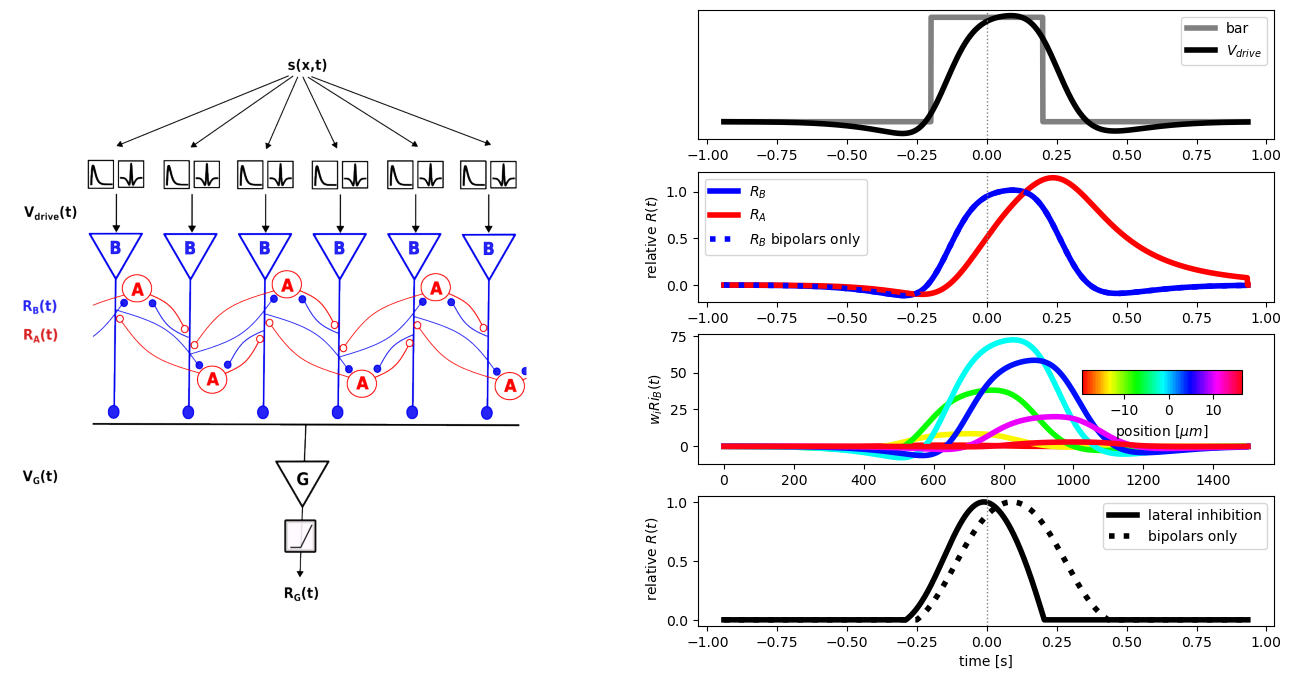 s(x,t)
V_drive(t)
B B B B B B
A A A
R_B(t)
R_A(t)
A A A
V_G(t)
G
R_G(t)
bar
V_drive
−1.00 −0.75 −0.50 −0.25 0.00 0.25 0.50 0.75 1.00
relative R(t)
1.0
0.5
0.0
R_B
R_A
R_B bipolars only
−1.00 −0.75 −0.50 −0.25 0.00 0.25 0.50 0.75 1.00
w_iRi_B(t)
75
50
25
0
−10 0 10
position [μm]
0 200 400 600 800 1000 1200 1400
relative R(t)
1.0
0.5
0.0
lateral inhibition
bipolars only
−1.00 −0.75 −0.50 −0.25 0.00 0.25 0.50 0.75 1.00
time [s]